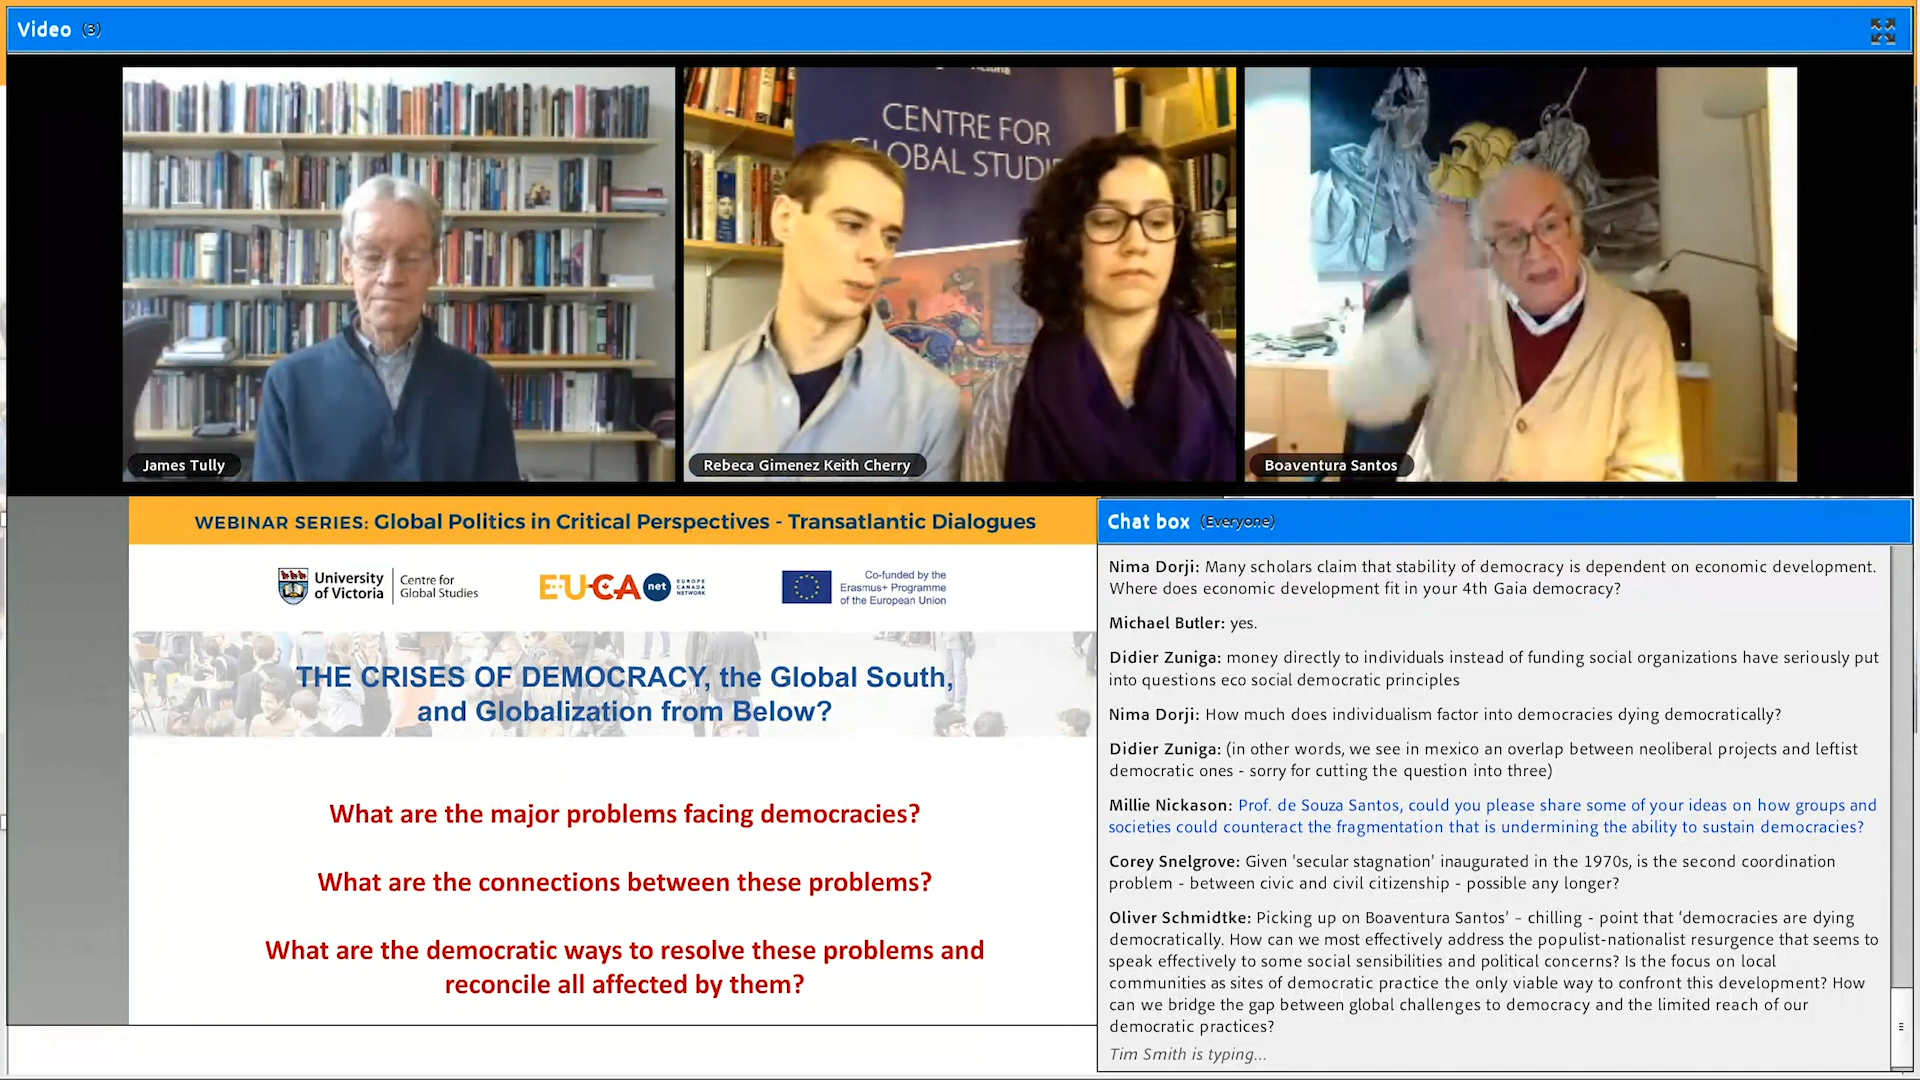 Video (3)
CENTRE FOR
GLOBAL STUDIE
James Tully
Rebeca Gimenez Keith Cherry
Boaventura Santos
WEBINAR SERIES: Global Politics in Critical Perspectives - Transatlantic Dialogues
University
of Victoria
Centre for
Global Studies
EUCA net
EUROPE
CANADA
NETWORK
Co-funded by the
Erasmus+ Programme
of the European Union
THE CRISES OF DEMOCRACY, the Global South,
and Globalization from Below?
What are the major problems facing democracies?
What are the connections between these problems?
What are the democratic ways to resolve these problems and
reconcile all affected by them?
Chat box (Everyone)
Nima Dorji: Many scholars claim that stability of democracy is dependent on economic development.
Where does economic development fit in your 4th Gaia democracy?
Michael Butler: yes.
Didier Zuniga: money directly to individuals instead of funding social organizations have seriously put
into questions eco social democratic principles
Nima Dorji: How much does individualism factor into democracies dying democratically?
Didier Zuniga: (in other words, we see in mexico an overlap between neoliberal projects and leftist
democratic ones - sorry for cutting the question into three)
Millie Nickason: Prof. de Souza Santos, could you please share some of your ideas on how groups and
societies could counteract the fragmentation that is undermining the ability to sustain democracies?
Corey Snelgrove: Given 'secular stagnation' inaugurated in the 1970s, is the second coordination
problem - between civic and civil citizenship - possible any longer?
Oliver Schmidtke: Picking up on Boaventura Santos’ – chilling - point that ‘democracies are dying
democratically. How can we most effectively address the populist-nationalist resurgence that seems to
speak effectively to some social sensibilities and political concerns? Is the focus on local
communities as sites of democratic practice the only viable way to confront this development? How
can we bridge the gap between global challenges to democracy and the limited reach of our
democratic practices?
Tim Smith is typing...